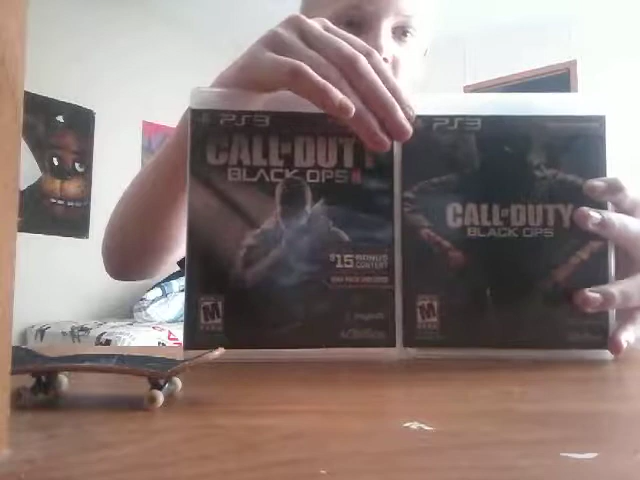 PS3
CALL OF DUTY
BLACK OPS II
$15 BONUS
CONTENT
M
ACTIVISION
PS3
CALL OF DUTY
BLACK OPS
M